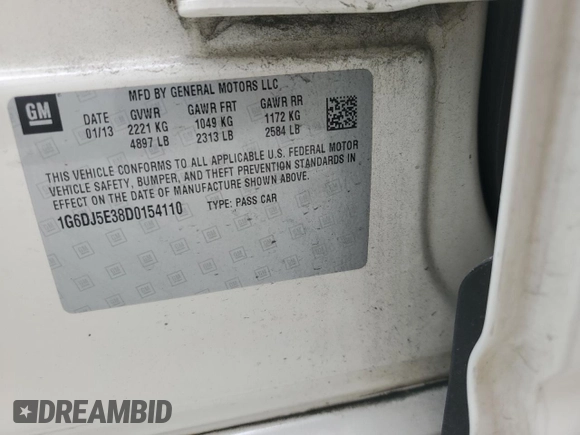 MFD BY GENERAL MOTORS LLC
GM
DATE GVWR GAWR FRT GAWR RR
01/13 2221 KG 1049 KG 1172 KG
4897 LB 2313 LB 2584 LB
THIS VEHICLE CONFORMS TO ALL APPLICABLE U.S. FEDERAL MOTOR
VEHICLE SAFETY, BUMPER, AND THEFT PREVENTION STANDARDS IN
EFFECT ON THE DATE OF MANUFACTURE SHOWN ABOVE.
1G6DJ5E38D0154110 TYPE: PASS CAR
DREAMBID